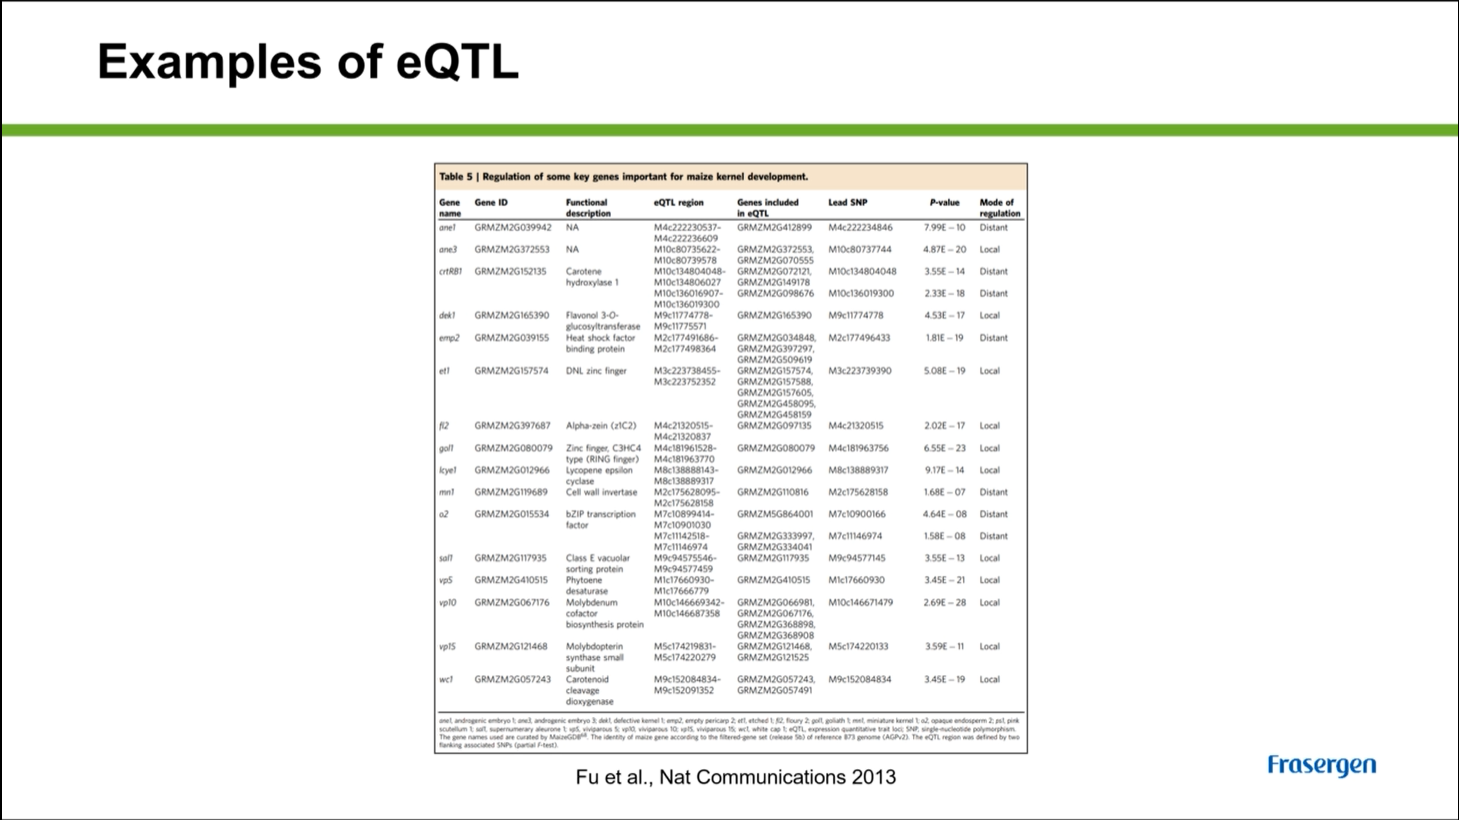 Examples of eQTL
Table 5 | Regulation of some key genes important for maize kernel development.
Gene name Gene ID Functional description eQTL region Genes included in eQTL Lead SNP P-value Mode of regulation
ane1 GRMZM2G039942 NA M4c222230537- GRMZM2G412899 M4c222234846 7.99E − 10 Distant
M4c222236609
ane3 GRMZM2G372553 NA M10c80735622- GRMZM2G372553, M10c80737744 4.87E − 20 Local
M10c80739578 GRMZM2G070555
crtRB1 GRMZM2G152135 Carotene M10c134804048- GRMZM2G072121, M10c134804048 3.55E − 14 Distant
hydroxylase 1 M10c134806027 GRMZM2G149178
M10c136016907- GRMZM2G098676 M10c136019300 2.33E − 18 Distant
M10c136019300
dek1 GRMZM2G165390 Flavonol 3-O- M9c11774778- GRMZM2G165390 M9c11774778 4.53E − 17 Local
glucosyltransferase M9c11775571
emp2 GRMZM2G039155 Heat shock factor M2c177491686- GRMZM2G034848, M2c177496433 1.81E − 19 Distant
binding protein M2c177498364 GRMZM2G397297,
GRMZM2G509619
et1 GRMZM2G157574 DNL zinc finger M3c223738455- GRMZM2G157574, M3c223739390 5.08E − 19 Local
M3c223752352 GRMZM2G157588,
GRMZM2G157605,
GRMZM2G458095,
GRMZM2G458159
fl2 GRMZM2G397687 Alpha-zein (z1C2) M4c21320515- GRMZM2G097135 M4c21320515 2.02E − 17 Local
M4c21320837
gol1 GRMZM2G080079 Zinc finger, C3HC4 M4c181961528- GRMZM2G080079 M4c181963756 6.55E − 23 Local
type (RING finger) M4c181963770
lcye1 GRMZM2G012966 Lycopene epsilon M8c138888143- GRMZM2G012966 M8c138889317 9.17E − 14 Local
cyclase M8c138889317
mn1 GRMZM2G119689 Cell wall invertase M2c175628095- GRMZM2G110816 M2c175628158 1.68E − 07 Distant
M2c175628158
o2 GRMZM2G015534 bZIP transcription M7c10899414- GRMZM5G864001 M7c10900166 4.64E − 08 Distant
factor M7c10901030
M7c11142518- GRMZM2G333997, M7c11146974 1.58E − 08 Distant
M7c11146974 GRMZM2G334041
sal1 GRMZM2G117935 Class E vacuolar M9c94575546- GRMZM2G117935 M9c94577145 3.55E − 13 Local
sorting protein M9c94577459
vp5 GRMZM2G410515 Phytoene M1c17660930- GRMZM2G410515 M1c17660930 3.45E − 21 Local
desaturase M1c17666779
vp10 GRMZM2G067176 Molybdenum M10c146669342- GRMZM2G066981, M10c146671479 2.69E − 28 Local
cofactor M10c146687358 GRMZM2G067176,
biosynthesis protein GRMZM2G368898,
GRMZM2G368908
vp15 GRMZM2G121468 Molybdopterin M5c174219831- GRMZM2G121468, M5c174220133 3.59E − 11 Local
synthase small M5c174220279 GRMZM2G121525
subunit
wc1 GRMZM2G057243 Carotenoid M9c152084834- GRMZM2G057243, M9c152084834 3.45E − 19 Local
cleavage M9c152091352 GRMZM2G057491
dioxygenase
ane1, androgenic embryo 1; ane3, androgenic embryo 3; dek1, defective kernel 1; emp2, empty pericarp 2; et1, etched 1; fl2, floury 2; gol1, goliath 1; mn1, miniature kernel 1; o2, opaque endosperm 2; ps1, pink
scutellum 1; sal1, supernumerary aleurone 1; vp5, viviparous 5; vp10, viviparous 10; vp15, viviparous 15; wc1, white cap 1; eQTL, expression quantitative trait loci; SNP, single-nucleotide polymorphism.
The gene names used are curated by MaizeGDB. The identity of maize gene according to the filtered-gene set (release 5b) of reference B73 genome (AGPv2). The eQTL region was defined by two
flanking associated SNPs (partial F-test).
Fu et al., Nat Communications 2013
Frasergen